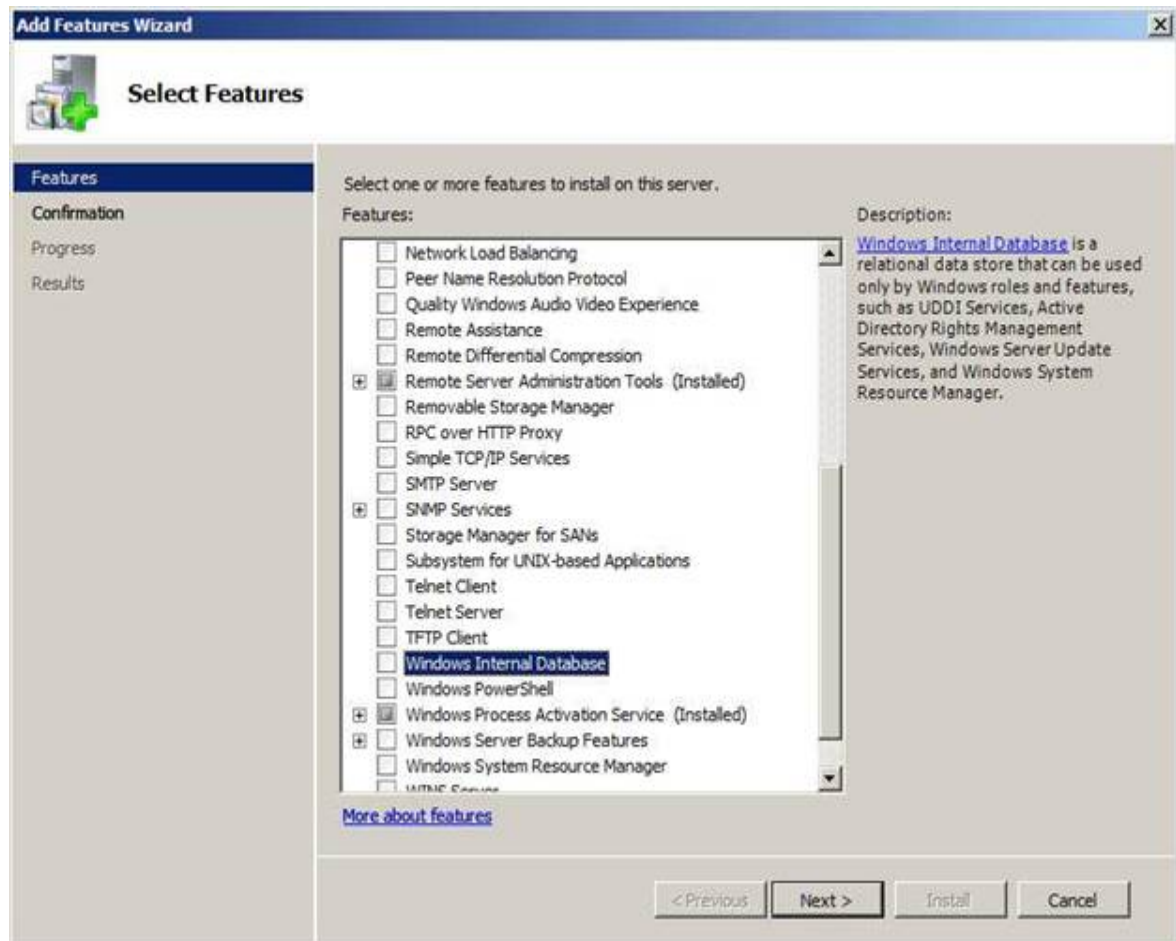 Add Features Wizard
Select Features
Features
Confirmation
Progress
Results
Select one or more features to install on this server.
Features:
Network Load Balancing
Peer Name Resolution Protocol
Quality Windows Audio Video Experience
Remote Assistance
Remote Differential Compression
Remote Server Administration Tools (Installed)
Removable Storage Manager
RPC over HTTP Proxy
Simple TCP/IP Services
SMTP Server
SNMP Services
Storage Manager for SANs
Subsystem for UNIX-based Applications
Telnet Client
Telnet Server
TFTP Client
Windows Internal Database
Windows PowerShell
Windows Process Activation Service (Installed)
Windows Server Backup Features
Windows System Resource Manager
WINS Server
More about features
Description:
Windows Internal Database is a
relational data store that can be used
only by Windows roles and features,
such as UDDI Services, Active
Directory Rights Management
Services, Windows Server Update
Services, and Windows System
Resource Manager.
< Previous
Next >
Install
Cancel